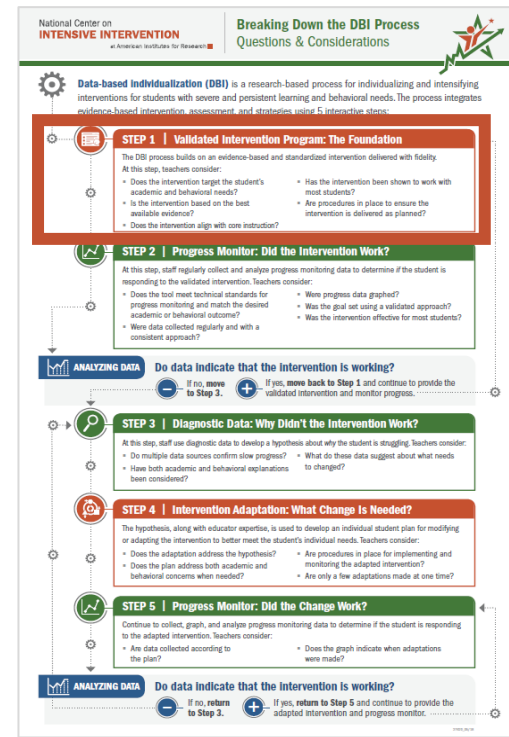 National Center on
INTENSIVE INTERVENTION
at American Institutes for Research
Breaking Down the DBI Process
Questions & Considerations
Data-based Individualization (DBI) is a research-based process for individualizing and intensifying
interventions for students with severe and persistent learning and behavioral needs. The process integrates
evidence-based intervention, assessment, and strategies using 5 interactive steps:
STEP 1 | Validated Intervention Program: The Foundation
The DBI process builds on an evidence-based and standardized intervention delivered with fidelity.
At this step, teachers consider:
• Does the intervention target the student's
academic and behavioral needs?
• Is the intervention based on the best
available evidence?
• Does the intervention align with core instruction?
• Has the intervention been shown to work with
most students?
• Are procedures in place to ensure the
intervention is delivered as planned?
STEP 2 | Progress Monitor: Did the Intervention Work?
At this step, staff regularly collect and analyze progress monitoring data to determine if the student is
responding to the validated intervention. Teachers consider:
• Does the tool meet technical standards for
progress monitoring and match the desired
academic or behavioral outcome?
• Were data collected regularly and with a
consistent approach?
• Were progress data graphed?
• Was the goal set using a validated approach?
• Was the intervention effective for most students?
ANALYZING DATA
Do data indicate that the intervention is working?
If no, move
to Step 3.
If yes, move back to Step 1 and continue to provide the
validated intervention and monitor progress.
STEP 3 | Diagnostic Data: Why Didn't the Intervention Work?
At this step, staff use diagnostic data to develop a hypothesis about why the student is struggling. Teachers consider:
• Do multiple data sources confirm slow progress?
• Have both academic and behavioral explanations
been considered?
• What do these data suggest about what needs
to changed?
STEP 4 | Intervention Adaptation: What Change Is Needed?
The hypothesis, along with educator expertise, is used to develop an individual student plan for modifying
or adapting the intervention to better meet the student's individual needs. Teachers consider:
• Does the adaptation address the hypothesis?
• Does the plan address both academic and
behavioral concerns when needed?
• Are procedures in place for implementing and
monitoring the adapted intervention?
• Are only a few adaptations made at one time?
STEP 5 | Progress Monitor: Did the Change Work?
Continue to collect, graph, and analyze progress monitoring data to determine if the student is responding
to the adapted intervention. Teachers consider:
• Are data collected according to
the plan?
• Does the graph indicate when adaptations
were made?
ANALYZING DATA
Do data indicate that the intervention is working?
If no, return
to Step 3.
If yes, return to Step 5 and continue to provide the
adapted intervention and progress monitor.